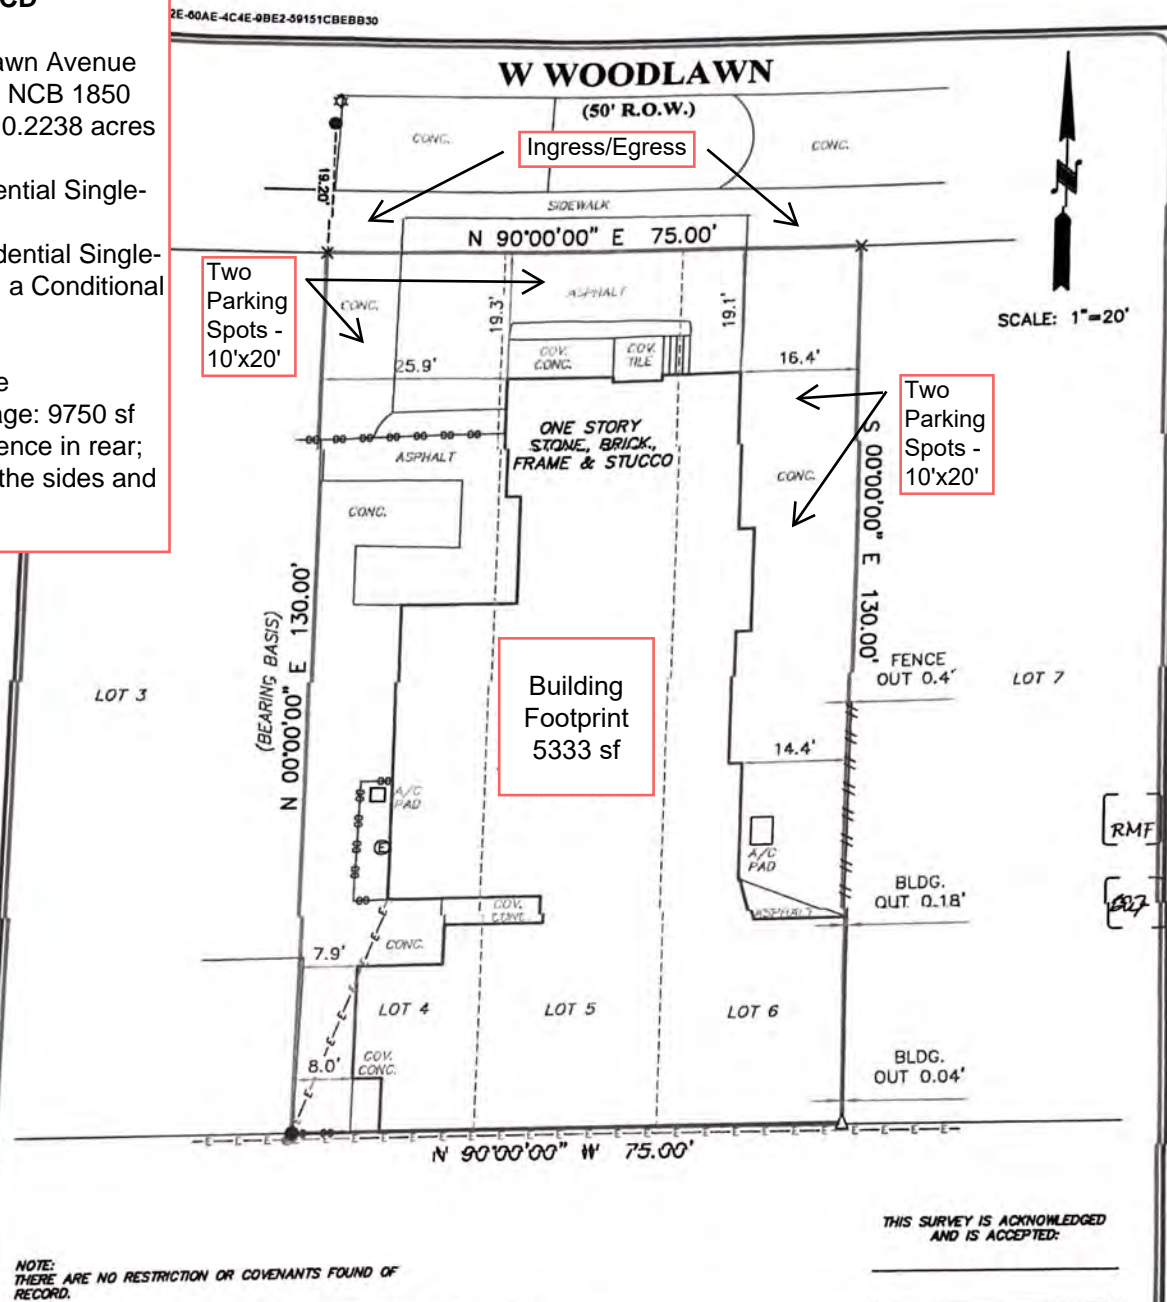 CD
2E-60AE-4C4E-9BE2-59151CBEBB30
awn Avenue
NCB 1850
0.2238 acres
ential Single-
dential Single-
a Conditional
e
age: 9750 sf
ence in rear;
the sides and
W WOODLAWN
(50' R.O.W.)
CONC.
Ingress/Egress
CONC.
19.20'
SIDEWALK
N 90°00'00" E 75.00'
Two
Parking
Spots -
10'x20'
CONC.
ASPHALT
19.3'
19.1'
SCALE: 1"=20'
COV.
CONC.
COV.
TILE
25.9'
16.4'
Two
Parking
Spots -
10'x20'
ONE STORY
STONE, BRICK,
FRAME & STUCCO
ASPHALT
CONC.
CONC.
S 00°00'00" E 130.00'
(BEARING BASIS)
N 00°00'00" E 130.00'
FENCE
OUT 0.4'
LOT 3
LOT 7
Building
Footprint
5333 sf
14.4'
A/C
PAD
E
A/C
PAD
RMF
BLDG.
OUT 0.18'
COV.
CONC.
ASPHALT
CONC.
7.9'
LOT 4
LOT 5
LOT 6
8.0'
COV.
CONC.
BLDG.
OUT 0.04'
N 90°00'00" W 75.00'
THIS SURVEY IS ACKNOWLEDGED
AND IS ACCEPTED:
NOTE:
THERE ARE NO RESTRICTION OR COVENANTS FOUND OF
RECORD.